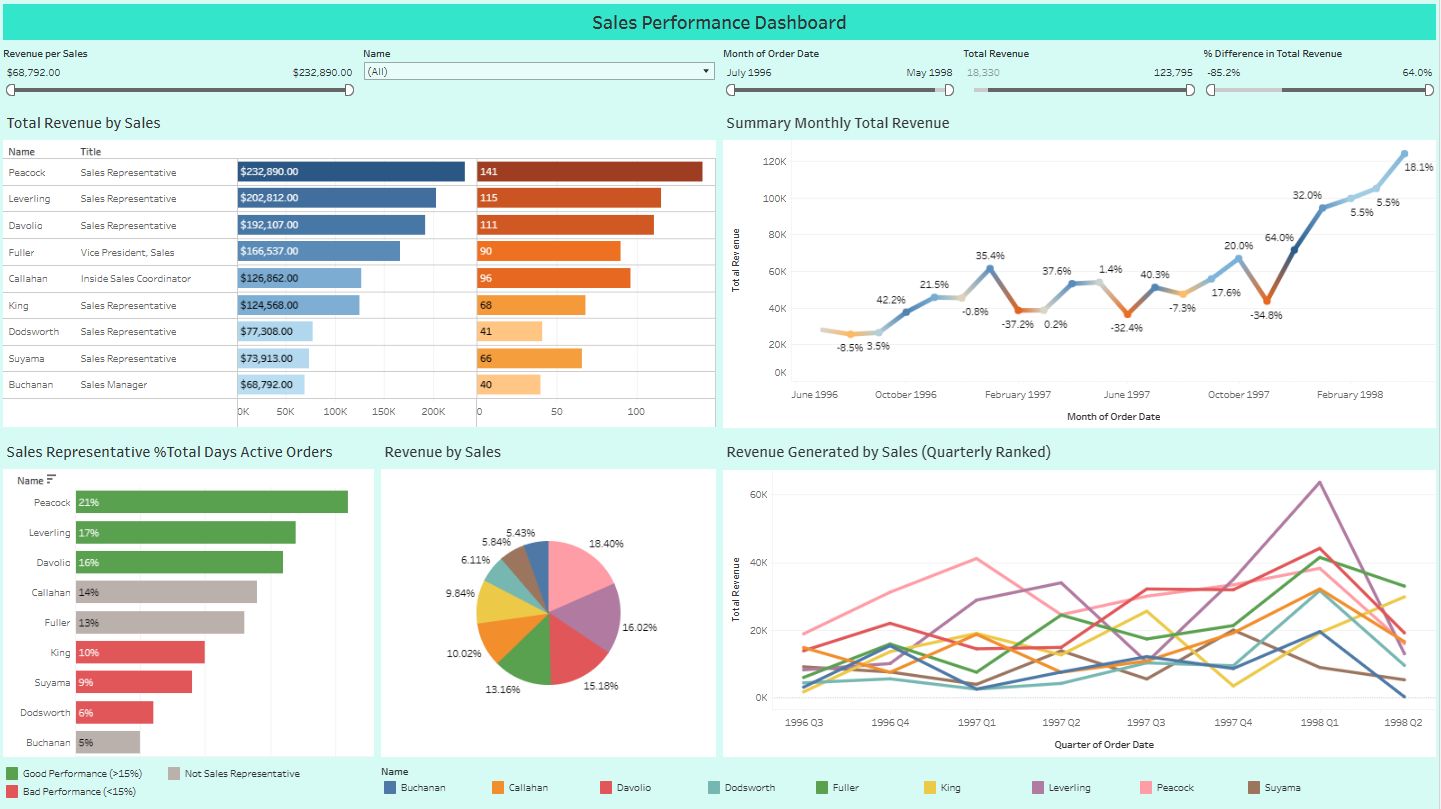 Sales Performance Dashboard
Revenue per Sales
$68,792.00 $232,890.00
Name
(All)
Month of Order Date
July 1996 May 1998
Total Revenue
18,330 123,795
% Difference in Total Revenue
-85.2% 64.0%
Total Revenue by Sales
Name Title
Peacock Sales Representative $232,890.00 141
Leverling Sales Representative $202,812.00 115
Davolio Sales Representative $192,107.00 111
Fuller Vice President, Sales $166,537.00 90
Callahan Inside Sales Coordinator $126,862.00 96
King Sales Representative $124,568.00 68
Dodsworth Sales Representative $77,308.00 41
Suyama Sales Representative $73,913.00 66
Buchanan Sales Manager $68,792.00 40
0K 50K 100K 150K 200K 0 50 100
Summary Monthly Total Revenue
Total Revenue
120K
100K
80K
60K
40K
20K
0K
-8.5% 3.5% 42.2% 21.5% -0.8% 35.4% -37.2% 0.2% 37.6% 1.4% -32.4% 40.3% -7.3% 17.6% 20.0% -34.8% 64.0% 32.0% 5.5% 5.5% 18.1%
June 1996 October 1996 February 1997 June 1997 October 1997 February 1998
Month of Order Date
Sales Representative %Total Days Active Orders
Name
Peacock 21%
Leverling 17%
Davolio 16%
Callahan 14%
Fuller 13%
King 10%
Suyama 9%
Dodsworth 6%
Buchanan 5%
Good Performance (>15%) Not Sales Representative
Bad Performance (<15%)
Revenue by Sales
18.40%
16.02%
15.18%
13.16%
10.02%
9.84%
6.11%
5.84%
5.43%
Revenue Generated by Sales (Quarterly Ranked)
Total Revenue
60K
40K
20K
0K
1996 Q3 1996 Q4 1997 Q1 1997 Q2 1997 Q3 1997 Q4 1998 Q1 1998 Q2
Quarter of Order Date
Name
Buchanan Callahan Davolio Dodsworth Fuller King Leverling Peacock Suyama